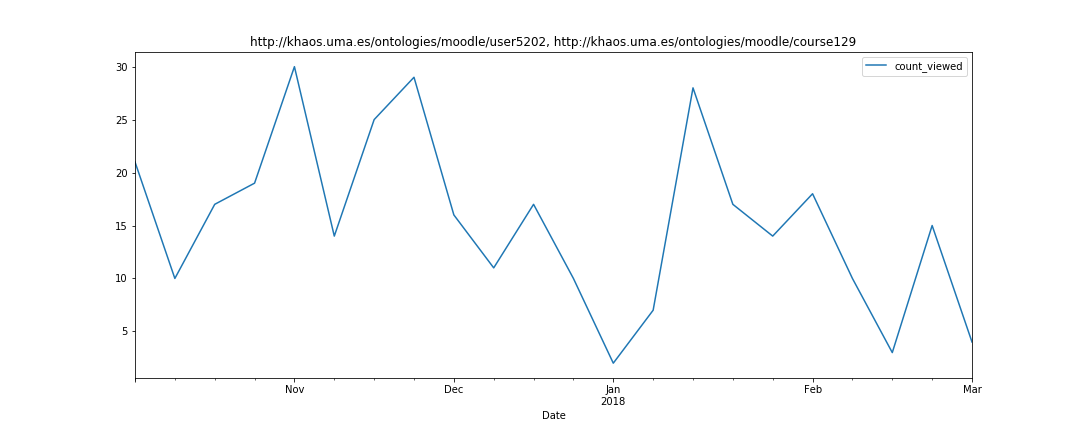 http://khaos.uma.es/ontologies/moodle/user5202, http://khaos.uma.es/ontologies/moodle/course129
count_viewed
30
25
20
15
10
5
Nov
Dec
Jan
2018
Feb
Mar
Date